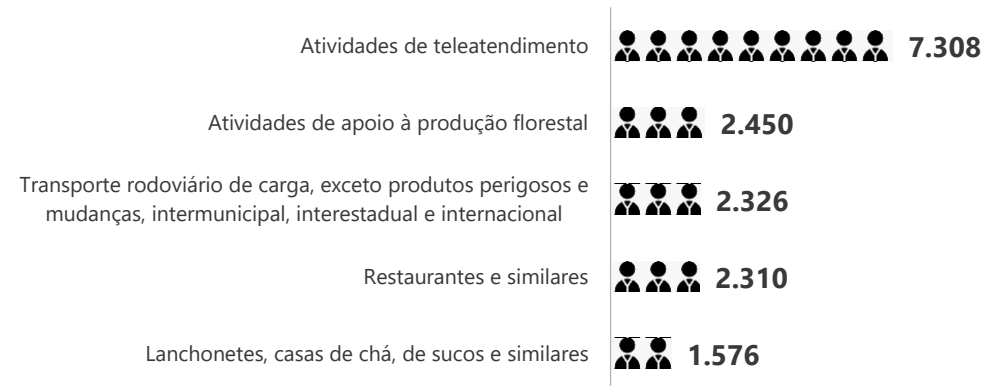 Atividades de teleatendimento 7.308
Atividades de apoio à produção florestal 2.450
Transporte rodoviário de carga, exceto produtos perigosos e
mudanças, intermunicipal, interestadual e internacional 2.326
Restaurantes e similares 2.310
Lanchonetes, casas de chá, de sucos e similares 1.576